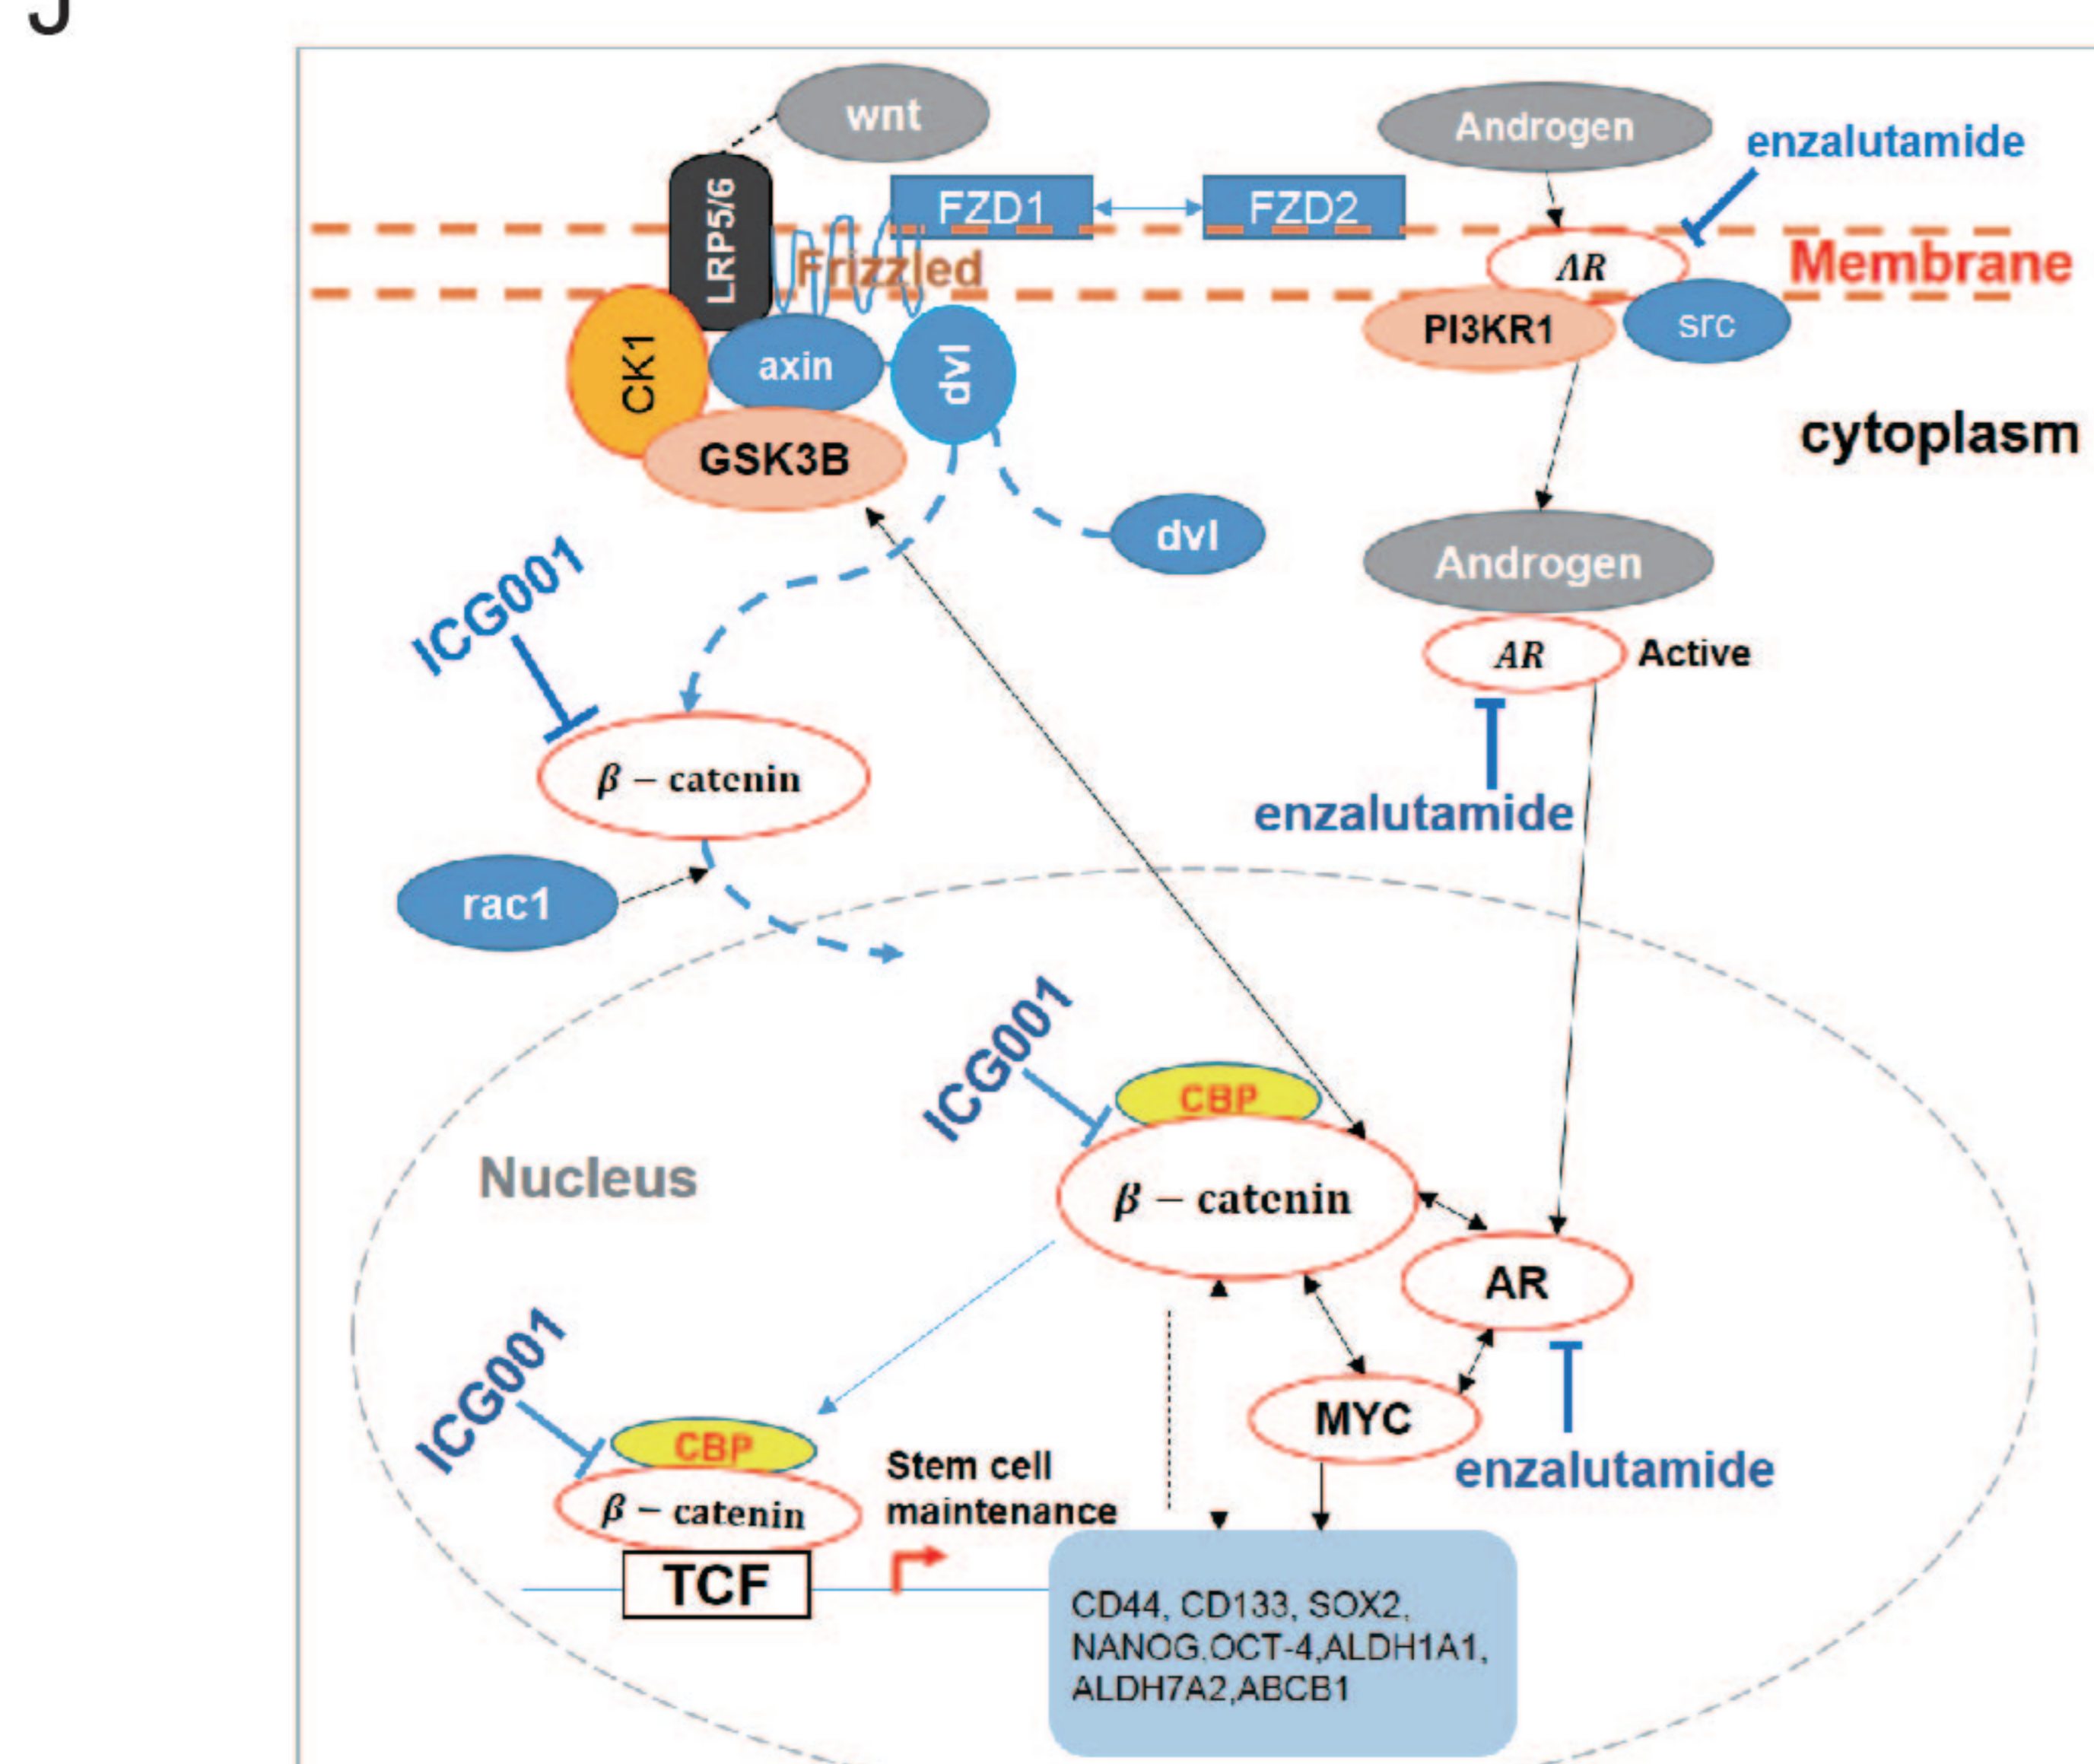 J
wnt
Androgen
enzalutamide
LRP5/6
FZD1
FZD2
Frizzled
AR
Membrane
CK1
axin
dvl
PI3KR1
src
GSK3B
cytoplasm
dvl
ICG001
Androgen
AR
Active
β – catenin
enzalutamide
rac1
ICG001
CBP
Nucleus
β – catenin
AR
ICG001
CBP
MYC
Stem cell
maintenance
enzalutamide
β – catenin
TCF
CD44, CD133, SOX2,
NANOG,OCT-4,ALDH1A1,
ALDH7A2,ABCB1